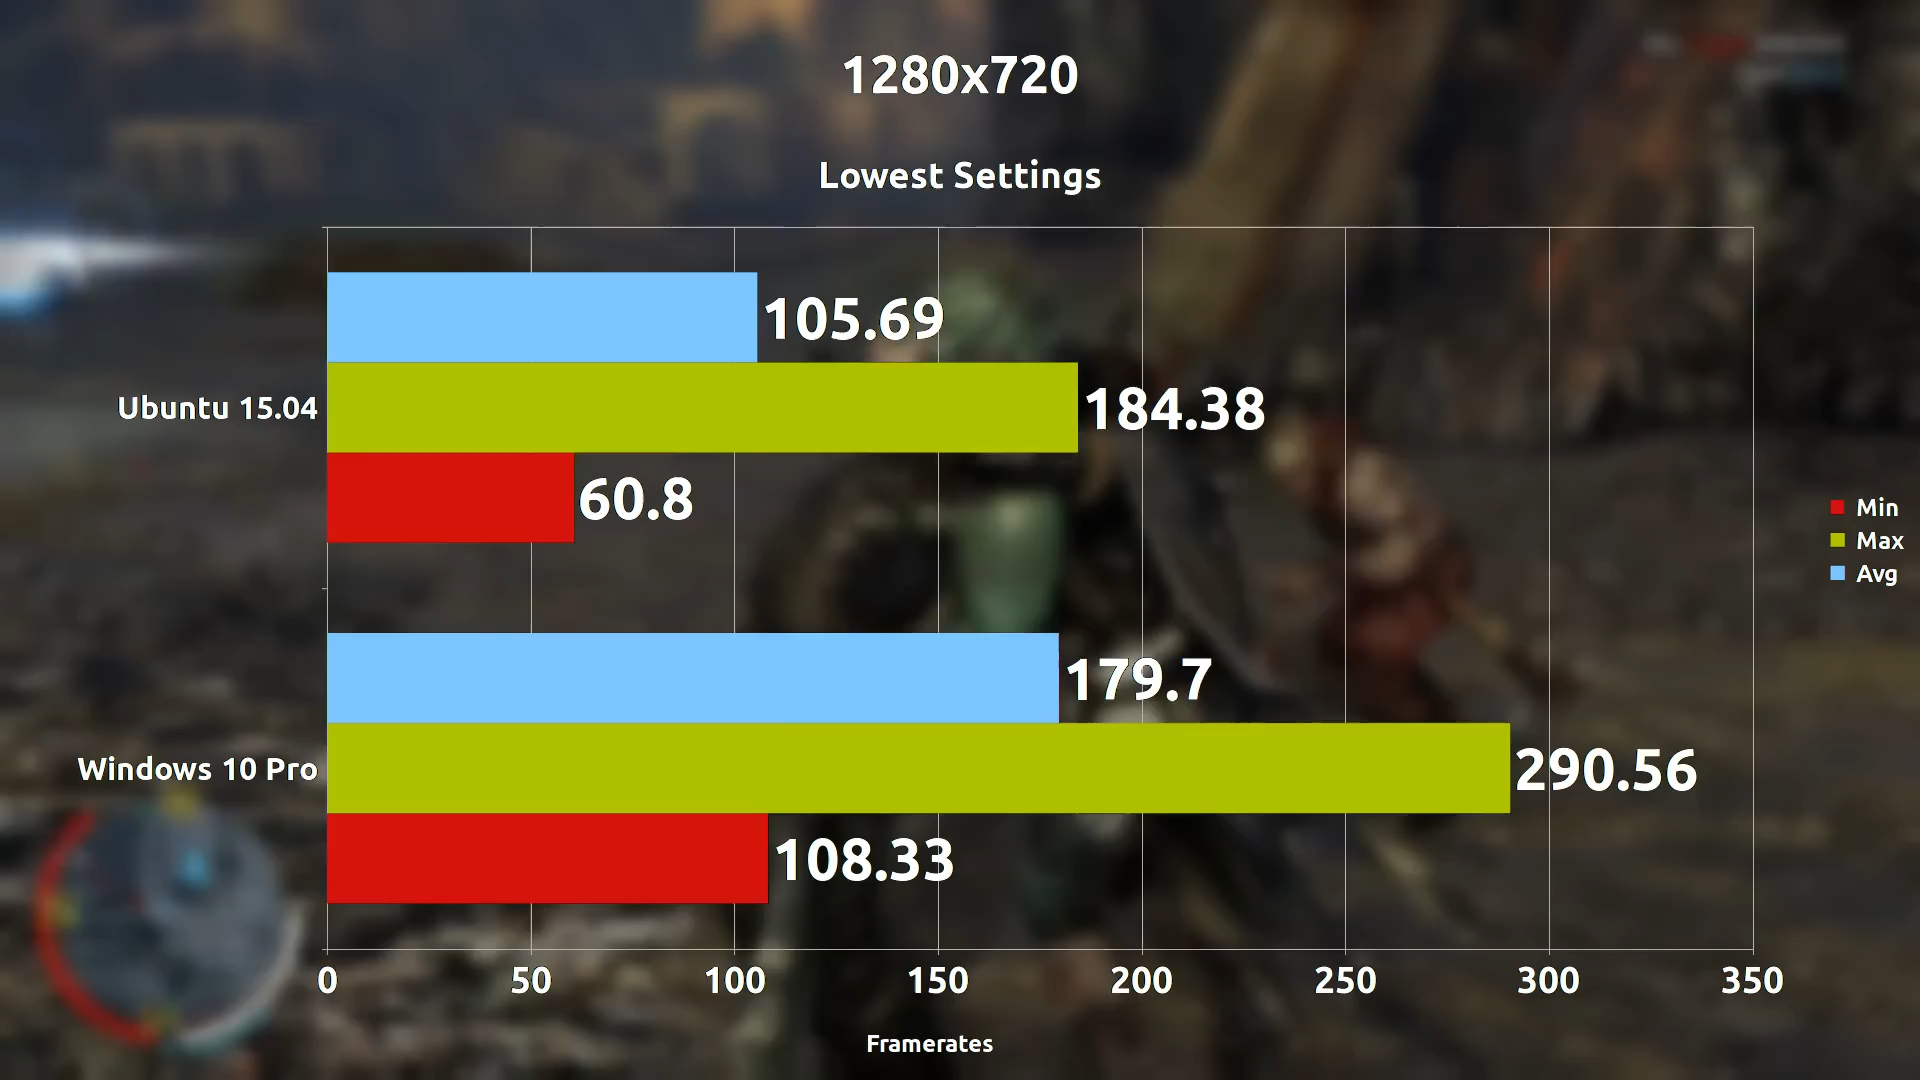 1280x720
Lowest Settings
105.69
Ubuntu 15.04
184.38
60.8
Min
Max
Avg
179.7
Windows 10 Pro
290.56
108.33
0 50 100 150 200 250 300 350
Framerates